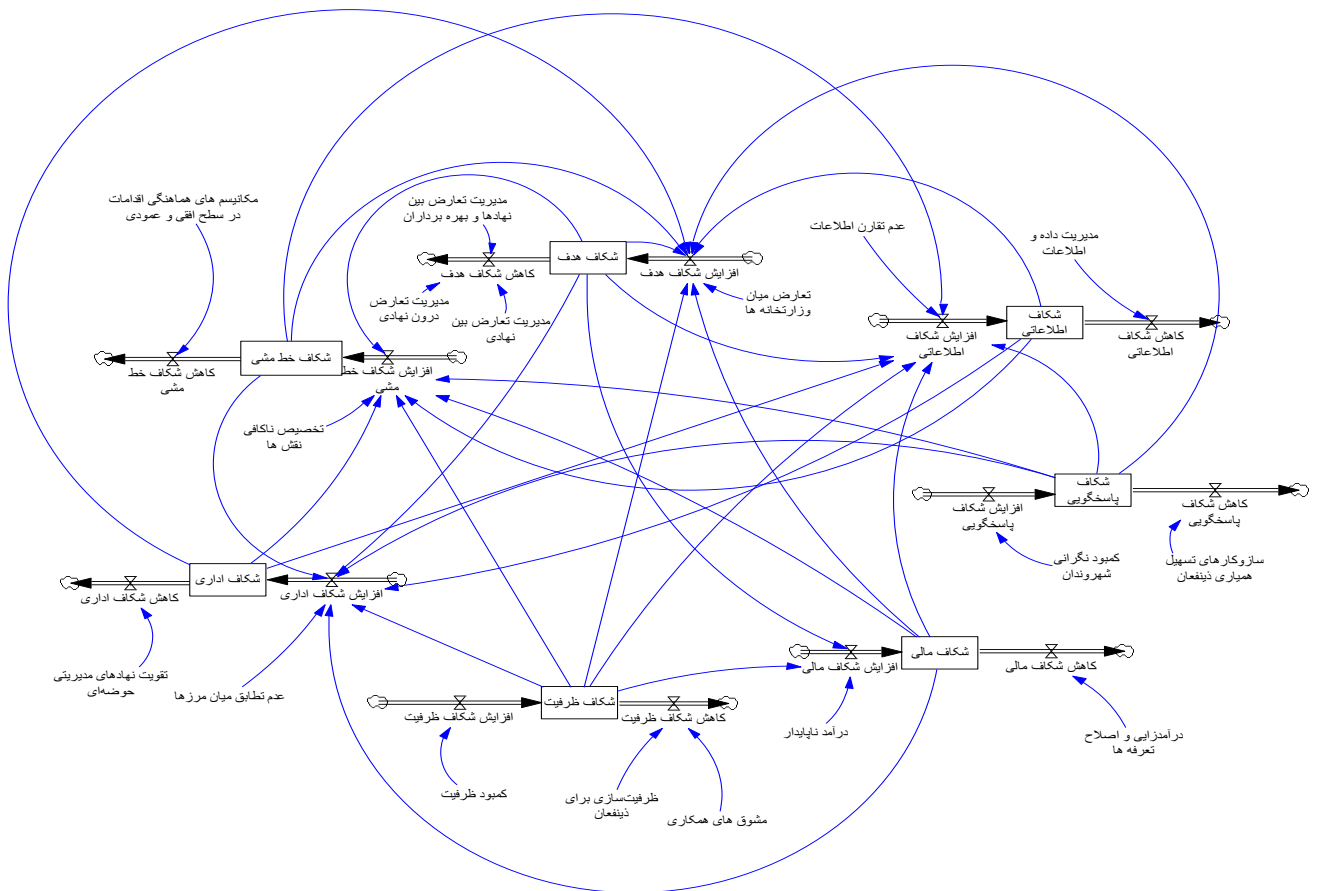 مکانیسم های هماهنگی اقدامات
در سطح افقی و عمودی
مدیریت تعارض بین
نهادها و بهره برداران
عدم تقارن اطلاعات
مدیریت داده و
اطلاعات
شکاف هدف
کاهش شکاف هدف
افزایش شکاف هدف
مدیریت تعارض
درون نهادی
مدیریت تعارض بین
نهادی
تعارض میان
وزارتخانه ها
شکاف
اطلاعاتی
افزایش شکاف
اطلاعاتی
کاهش شکاف
اطلاعاتی
شکاف خط مشی
کاهش شکاف خط
مشی
افزایش شکاف خط
مشی
تخصیص ناکافی
نقش ها
شکاف
پاسخگویی
افزایش شکاف
پاسخگویی
کاهش شکاف
پاسخگویی
کمبود نگرانی
شهروندان
سازوکارهای تسهیل
همیاری ذینفعان
شکاف اداری
کاهش شکاف اداری
افزایش شکاف اداری
تقویت نهادهای مدیریتی
حوضه‌ای
عدم تطابق میان مرزها
شکاف مالی
افزایش شکاف مالی
کاهش شکاف مالی
درآمد ناپایدار
درآمدزایی و اصلاح
تعرفه ها
شکاف ظرفیت
افزایش شکاف ظرفیت
کاهش شکاف ظرفیت
کمبود ظرفیت
ظرفیت‌سازی برای
ذینفعان
مشوق های همکاری